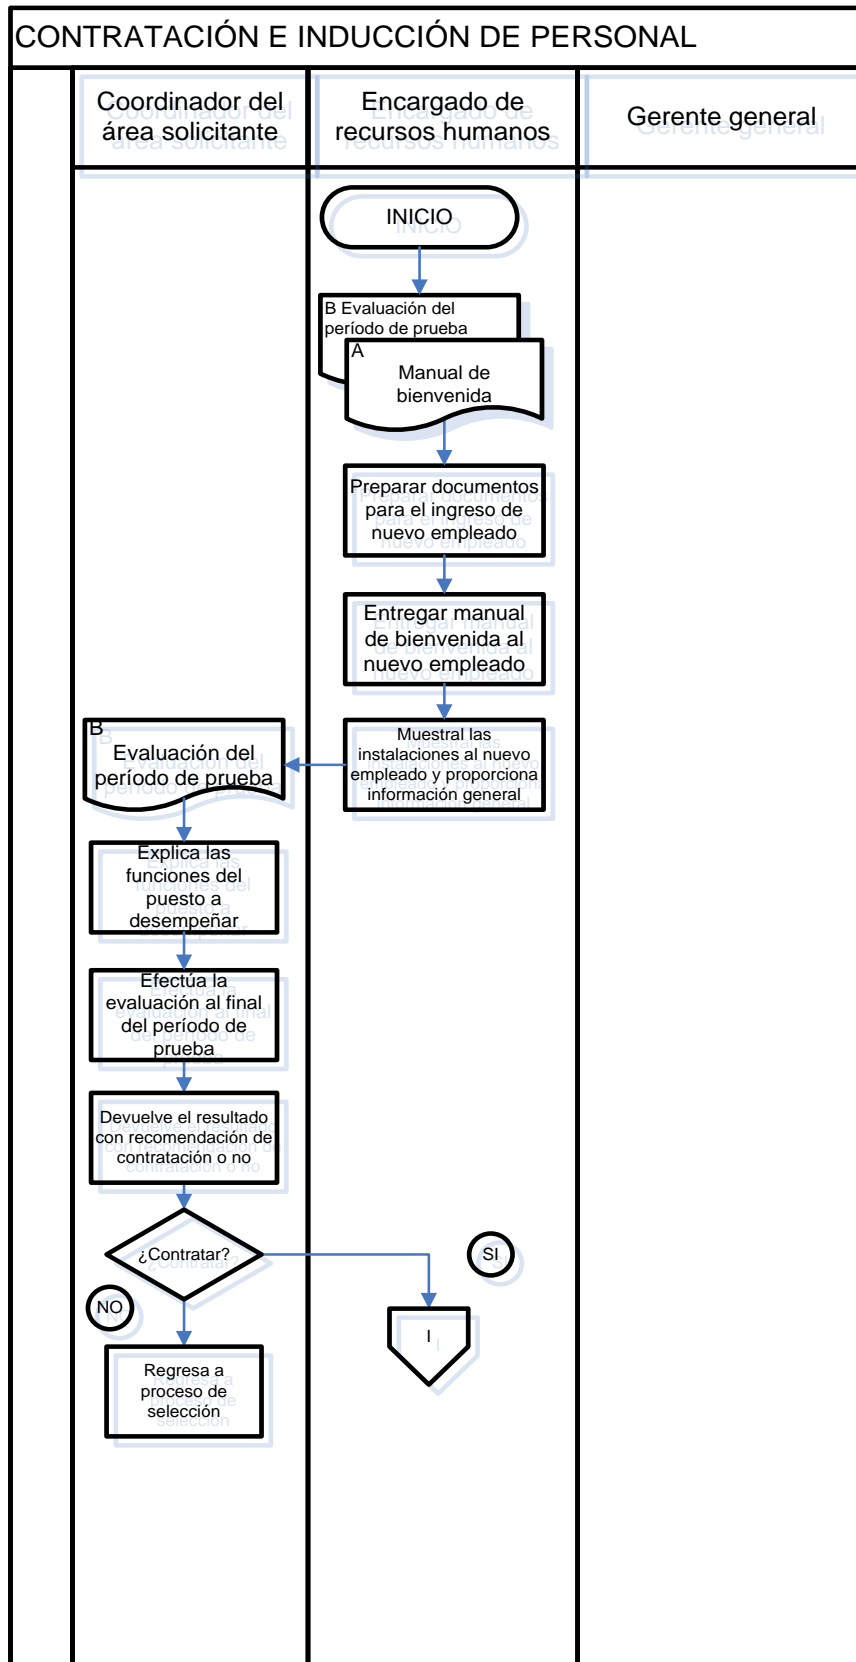 CONTRATACIÓN E INDUCCIÓN DE PERSONAL
Coordinador del
área solicitante
Encargado de
recursos humanos
Gerente general
INICIO
B Evaluación del
período de prueba
A
Manual de
bienvenida
Preparar documentos
para el ingreso de
nuevo empleado
Entregar manual
de bienvenida al
nuevo empleado
Muestral las
instalaciones al nuevo
empleado y proporciona
información general
B
Evaluación del
período de prueba
Explica las
funciones del
puesto a
desempeñar
Efectúa la
evaluación al final
del período de
prueba
Devuelve el resultado
con recomendación de
contratación o no
¿Contratar?
SI
NO
I
Regresa a
proceso de
selección